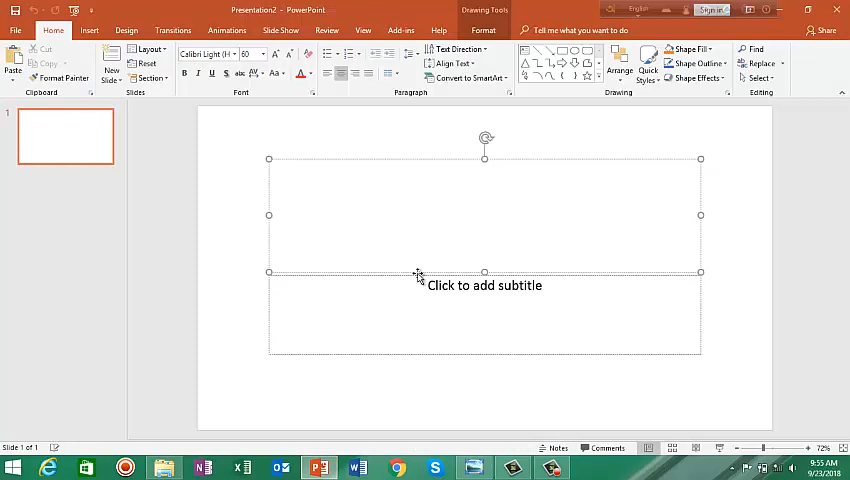 Presentation2 - PowerPoint
Drawing Tools
English
Sign in
File Home Insert Design Transitions Animations Slide Show Review View Add-ins Help Format Tell me what you want to do Share
Paste
Cut
Copy
Format Painter
Clipboard
New Slide
Layout
Reset
Section
Slides
Calibri Light (H 60
B I U S abc AV Aa A
Font
Text Direction
Align Text
Convert to SmartArt
Paragraph
Arrange
Quick Styles
Shape Fill
Shape Outline
Shape Effects
Drawing
Find
Replace
Select
Editing
1
Click to add subtitle
Slide 1 of 1
Notes
Comments
72%
9:55 AM
9/23/2018